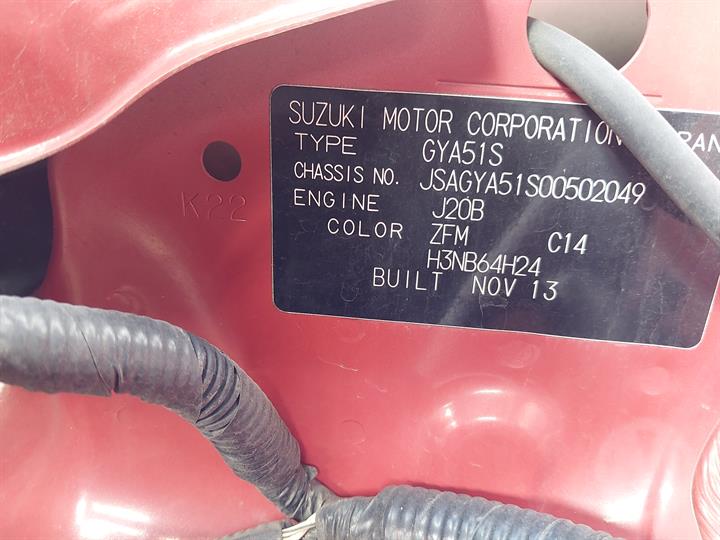 SUZUKI MOTOR CORPORATION
TYPE GYA51S
CHASSIS NO. JSAGYA51S00502049
ENGINE J20B
COLOR ZFM C14
H3NB64H24
BUILT NOV 13
K22